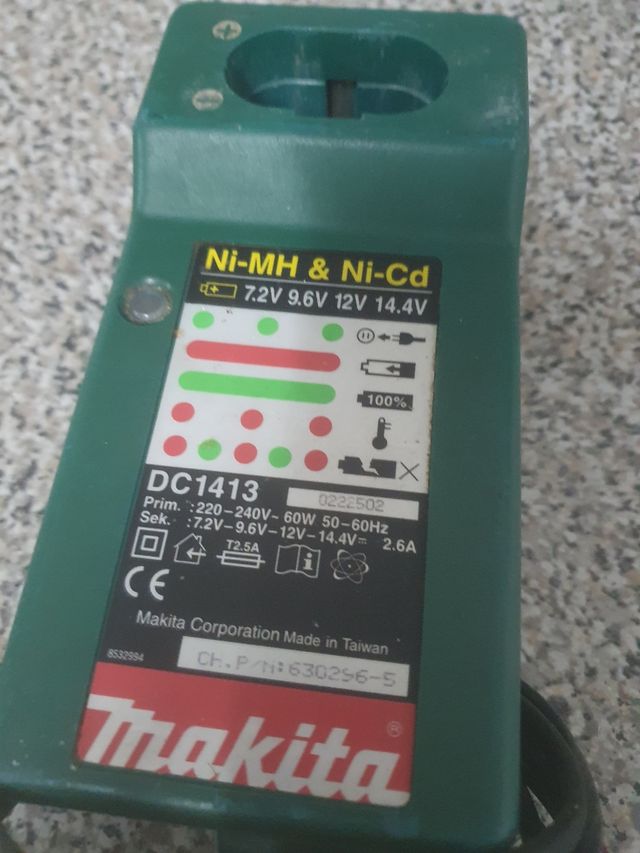 +
−
Ni-MH & Ni-Cd
7.2V 9.6V 12V 14.4V
100%
DC1413 0222502
Prim. :220-240V~ 60W 50-60Hz
Sek. :7.2V-9.6V-12V-14.4V⎓ 2.6A
T2.5A
CE
Makita Corporation Made in Taiwan
8532994 CH.P/N:630296-5
makita®